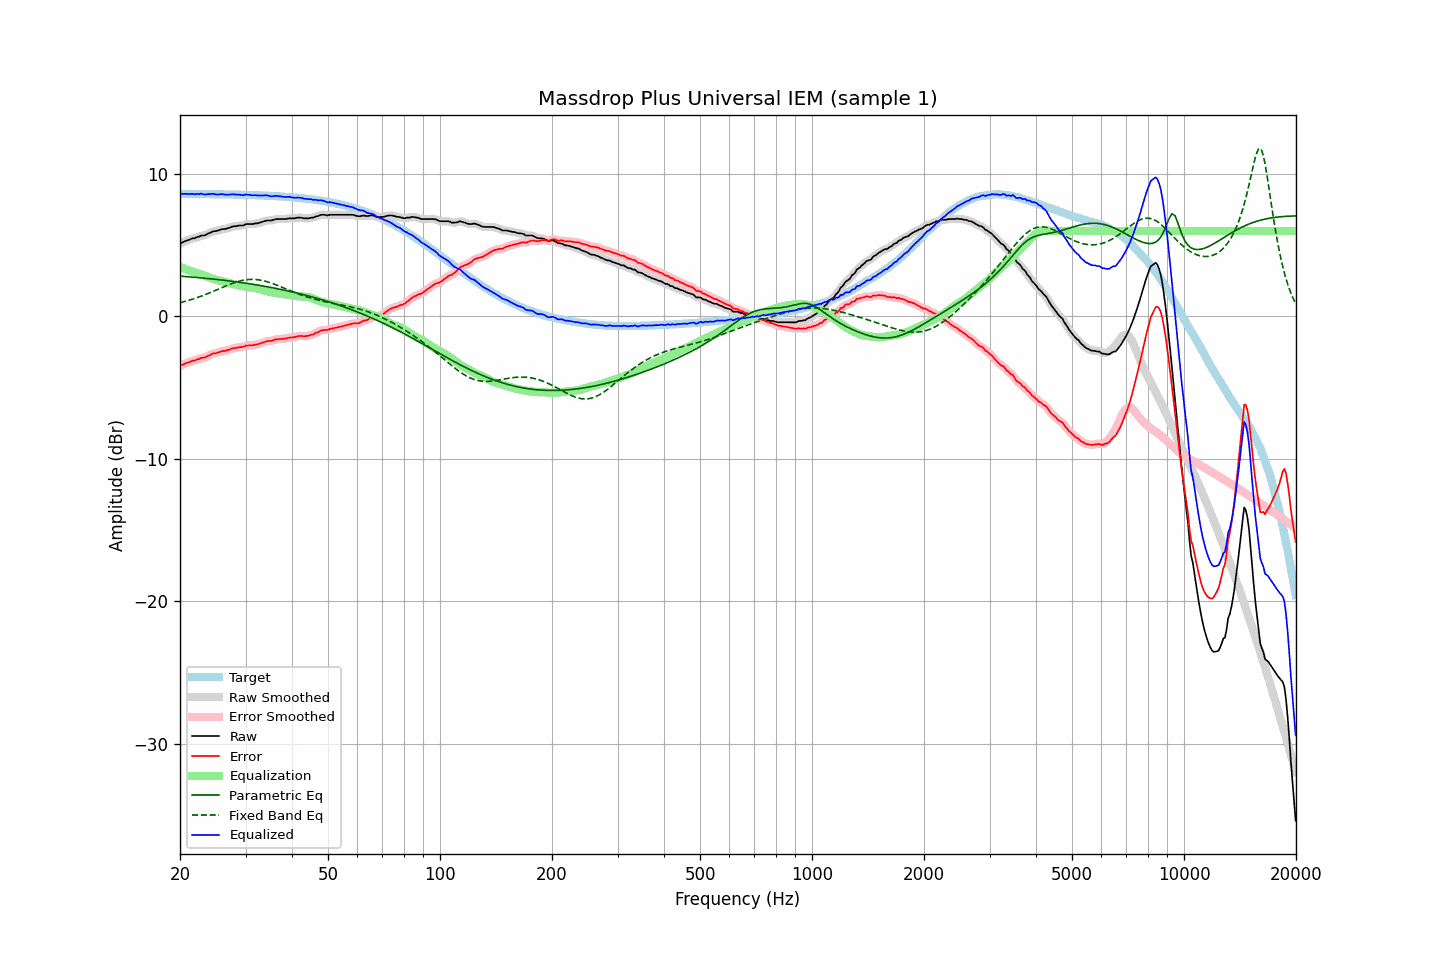 Massdrop Plus Universal IEM (sample 1)
10
0
−10
−20
−30
Amplitude (dBr)
Target
Raw Smoothed
Error Smoothed
Raw
Error
Equalization
Parametric Eq
Fixed Band Eq
Equalized
20 50 100 200 500 1000 2000 5000 10000 20000
Frequency (Hz)